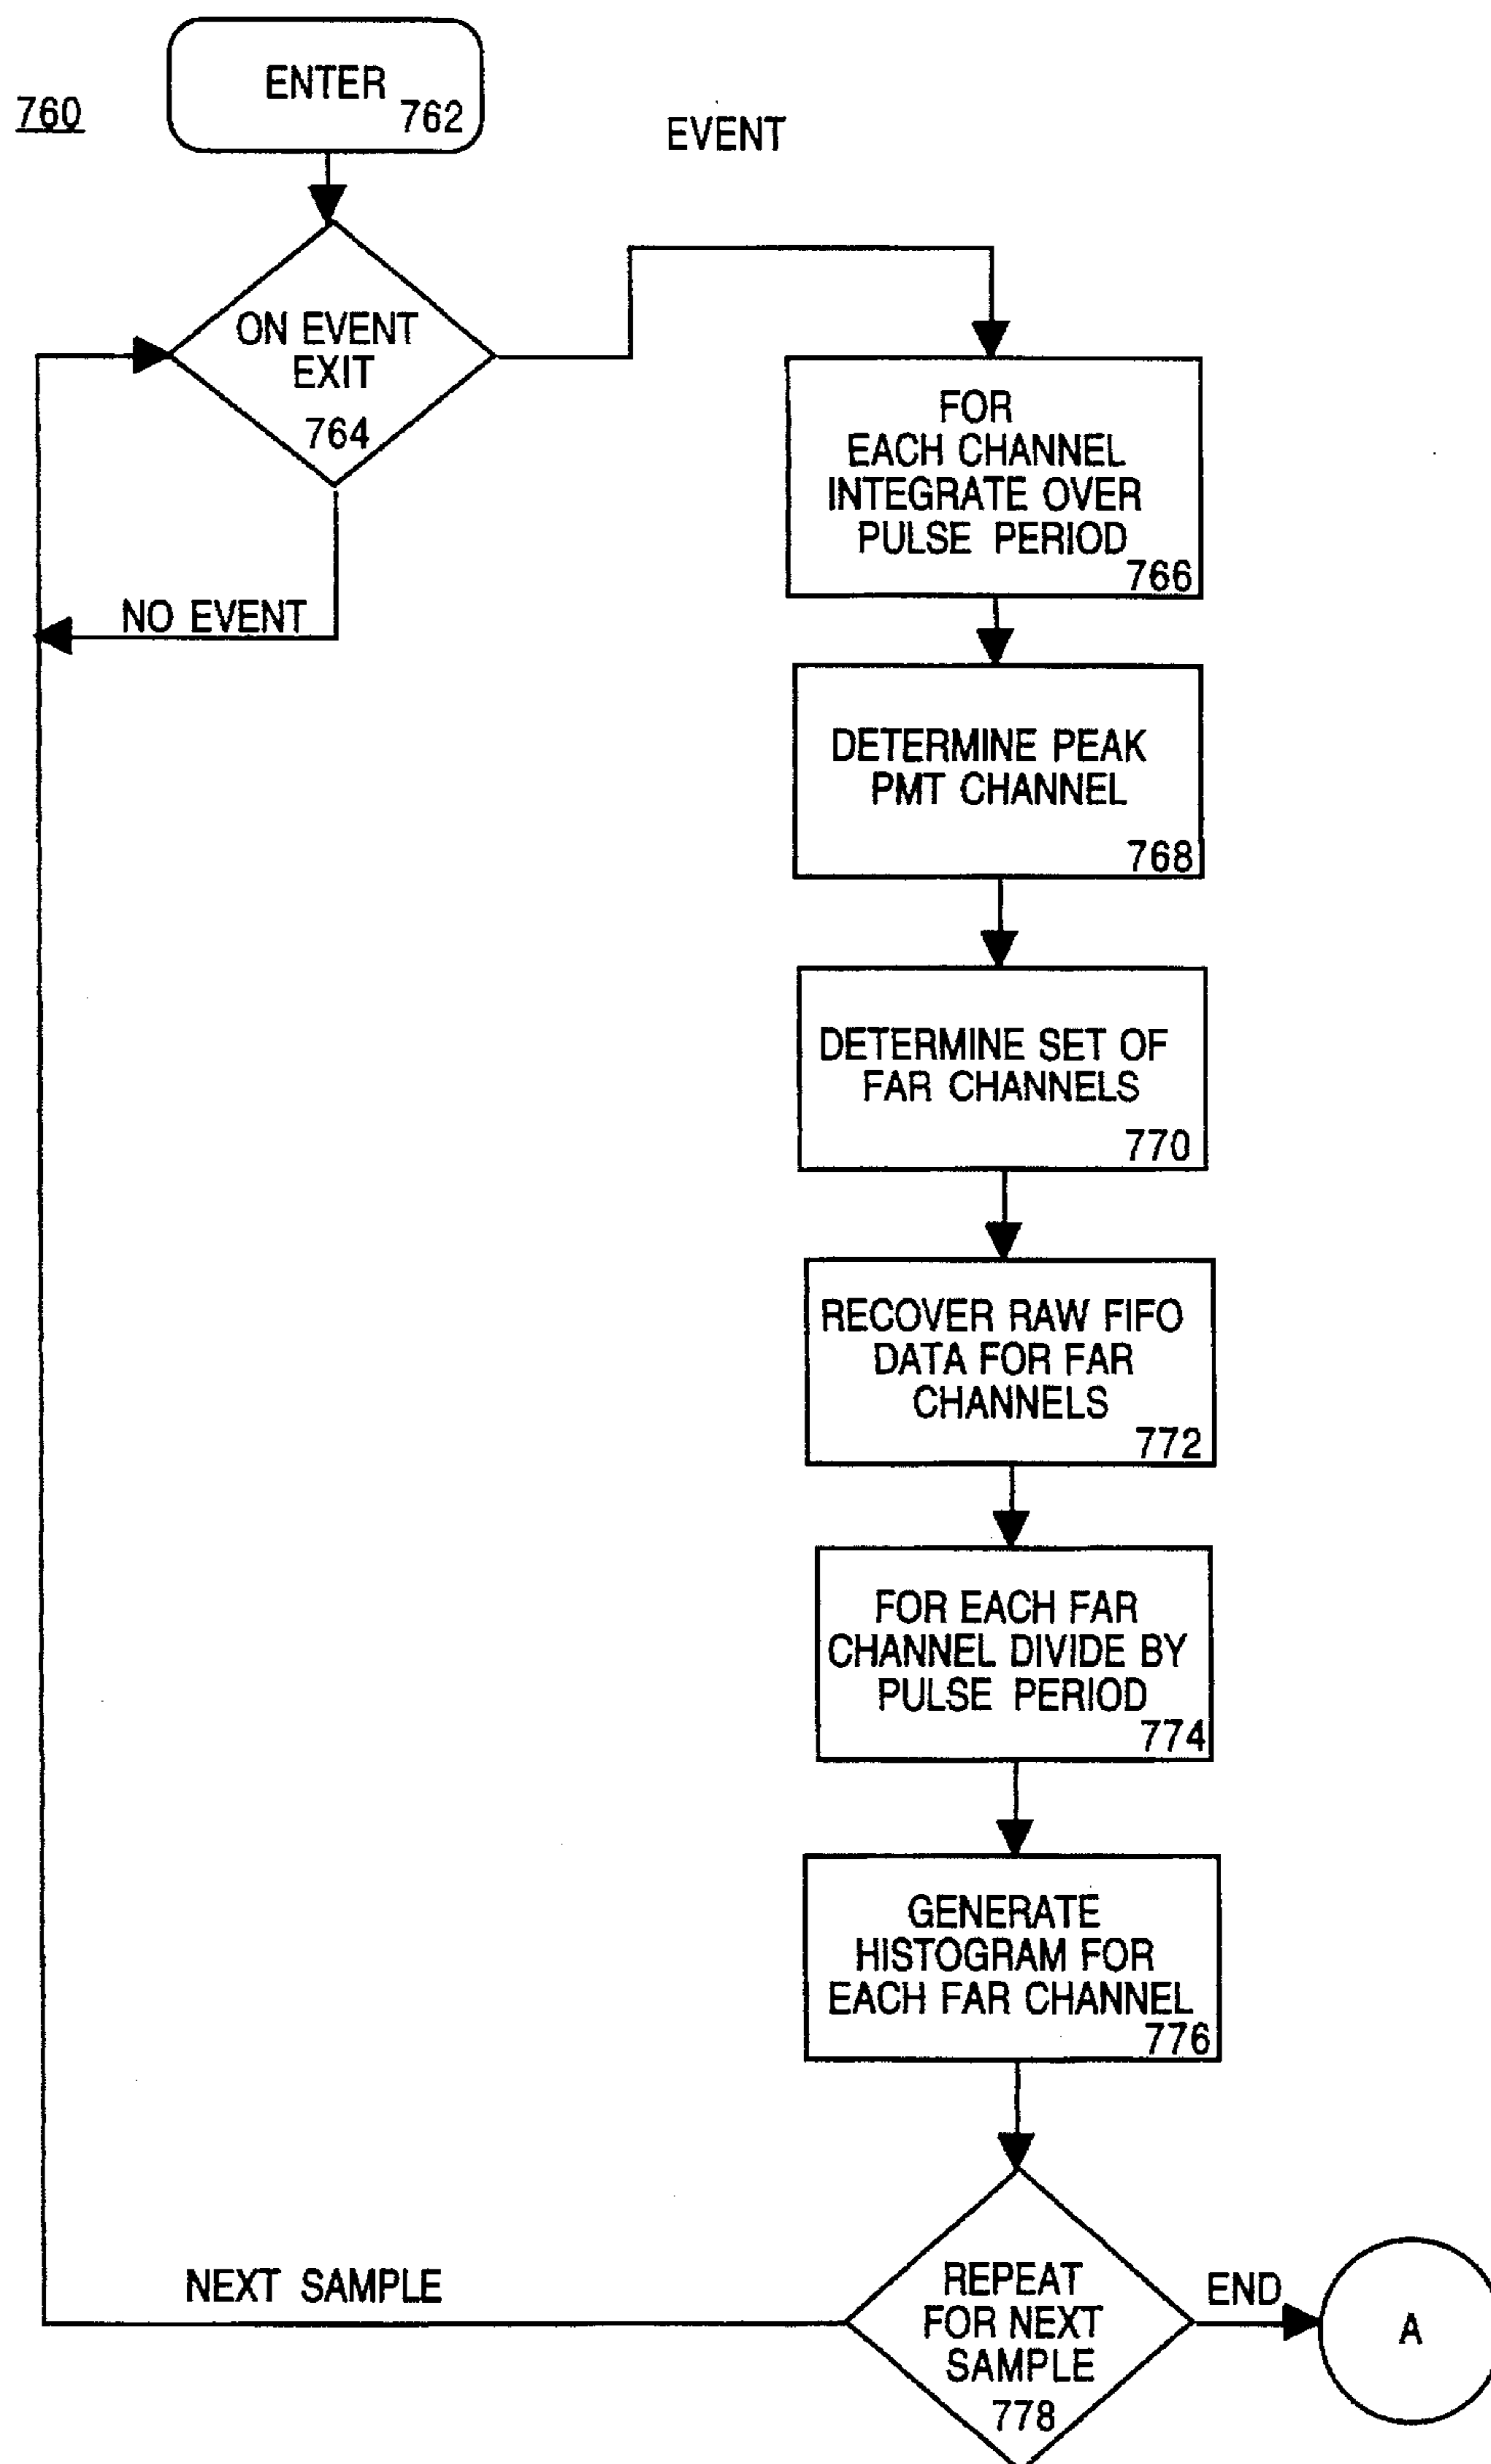 760
ENTER
762
EVENT
ON EVENT
EXIT
764
NO EVENT
FOR
EACH CHANNEL
INTEGRATE OVER
PULSE PERIOD
766
DETERMINE PEAK
PMT CHANNEL
768
DETERMINE SET OF
FAR CHANNELS
770
RECOVER RAW FIFO
DATA FOR FAR
CHANNELS
772
FOR EACH FAR
CHANNEL DIVIDE BY
PULSE PERIOD
774
GENERATE
HISTOGRAM FOR
EACH FAR CHANNEL
776
NEXT SAMPLE
REPEAT
FOR NEXT
SAMPLE
778
END
A